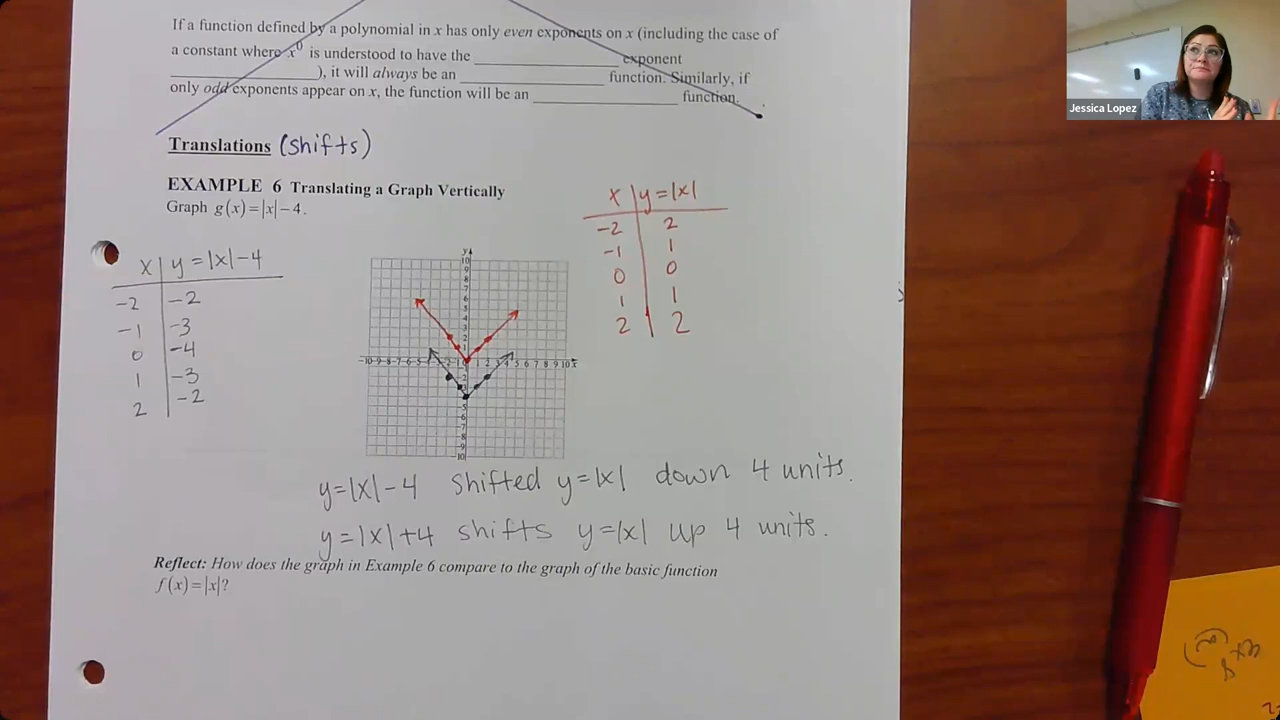 If a function defined by a polynomial in x has only even exponents on x (including the case of
a constant where x⁰ is understood to have the ____________ exponent
____________), it will always be an ____________ function. Similarly, if
only odd exponents appear on x, the function will be an ____________ function.
Jessica Lopez
Translations (shifts)
EXAMPLE 6 Translating a Graph Vertically
Graph g(x)=|x|−4.
x | y=|x|
-2 | 2
-1 | 1
0 | 0
1 | 1
2 | 2
x | y=|x|-4
-2 | -2
-1 | -3
0 | -4
1 | -3
2 | -2
y=|x|-4 shifted y=|x| down 4 units.
y=|x|+4 shifts y=|x| up 4 units.
Reflect: How does the graph in Example 6 compare to the graph of the basic function
f(x)=|x|?